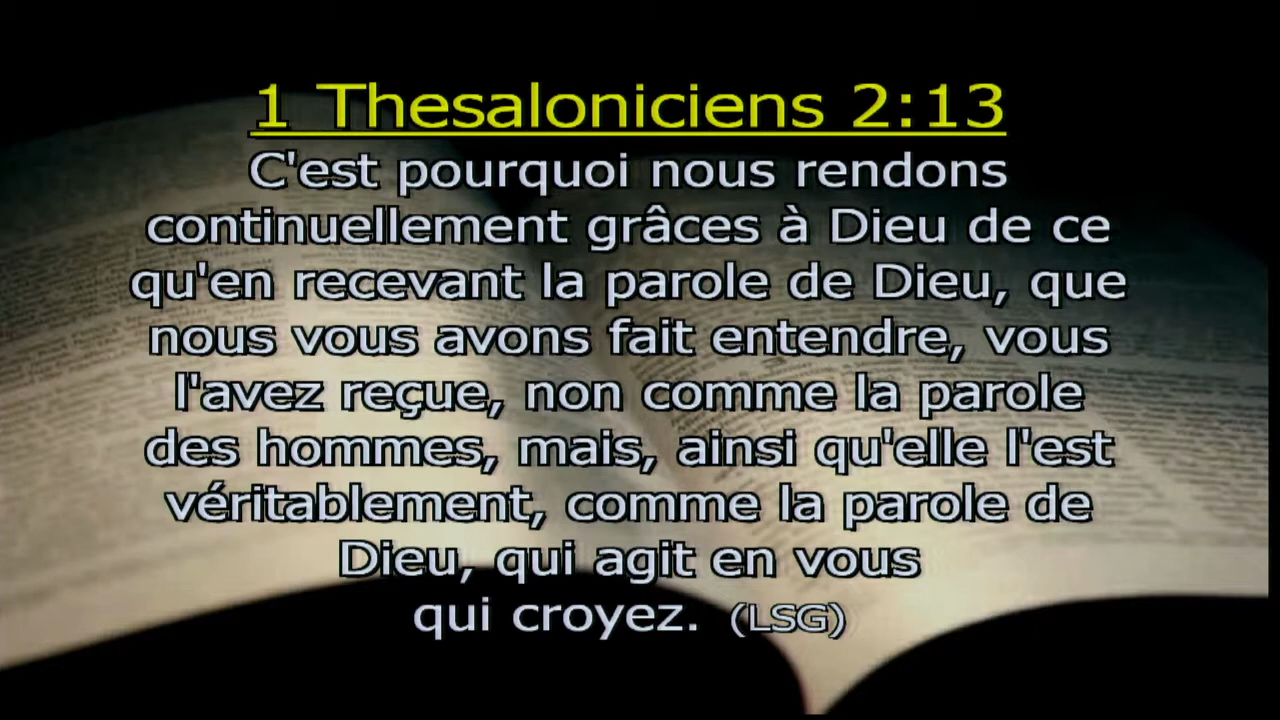 1 Thesaloniciens 2:13
C'est pourquoi nous rendons
continuellement grâces à Dieu de ce
qu'en recevant la parole de Dieu, que
nous vous avons fait entendre, vous
l'avez reçue, non comme la parole
des hommes, mais, ainsi qu'elle l'est
véritablement, comme la parole de
Dieu, qui agit en vous
qui croyez. (LSG)